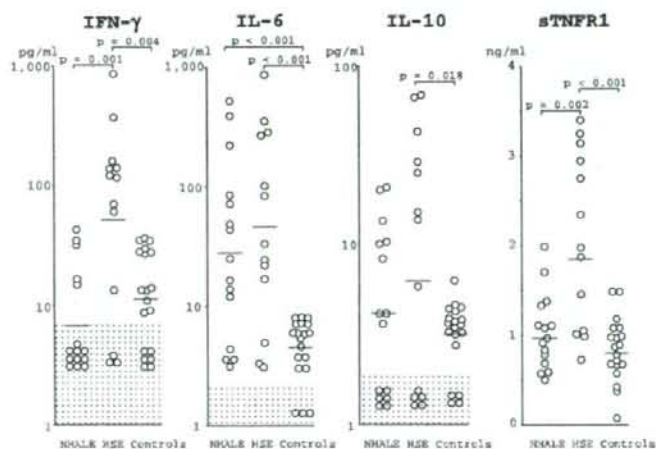 IFN-γ IL-6 IL-10 sTNFR1
p = 0.004 p < 0.001
pg/ml p = 0.001 pg/ml p < 0.001 pg/ml ng/ml
1,000 1,000 100 4
p = 0.018 p < 0.001
p = 0.002
3
100 100
10 2
10 10
1
1 1 1 0
NHALE HSE Controls NHALE HSE Controls NHALE HSE Controls NHALE HSE Controls